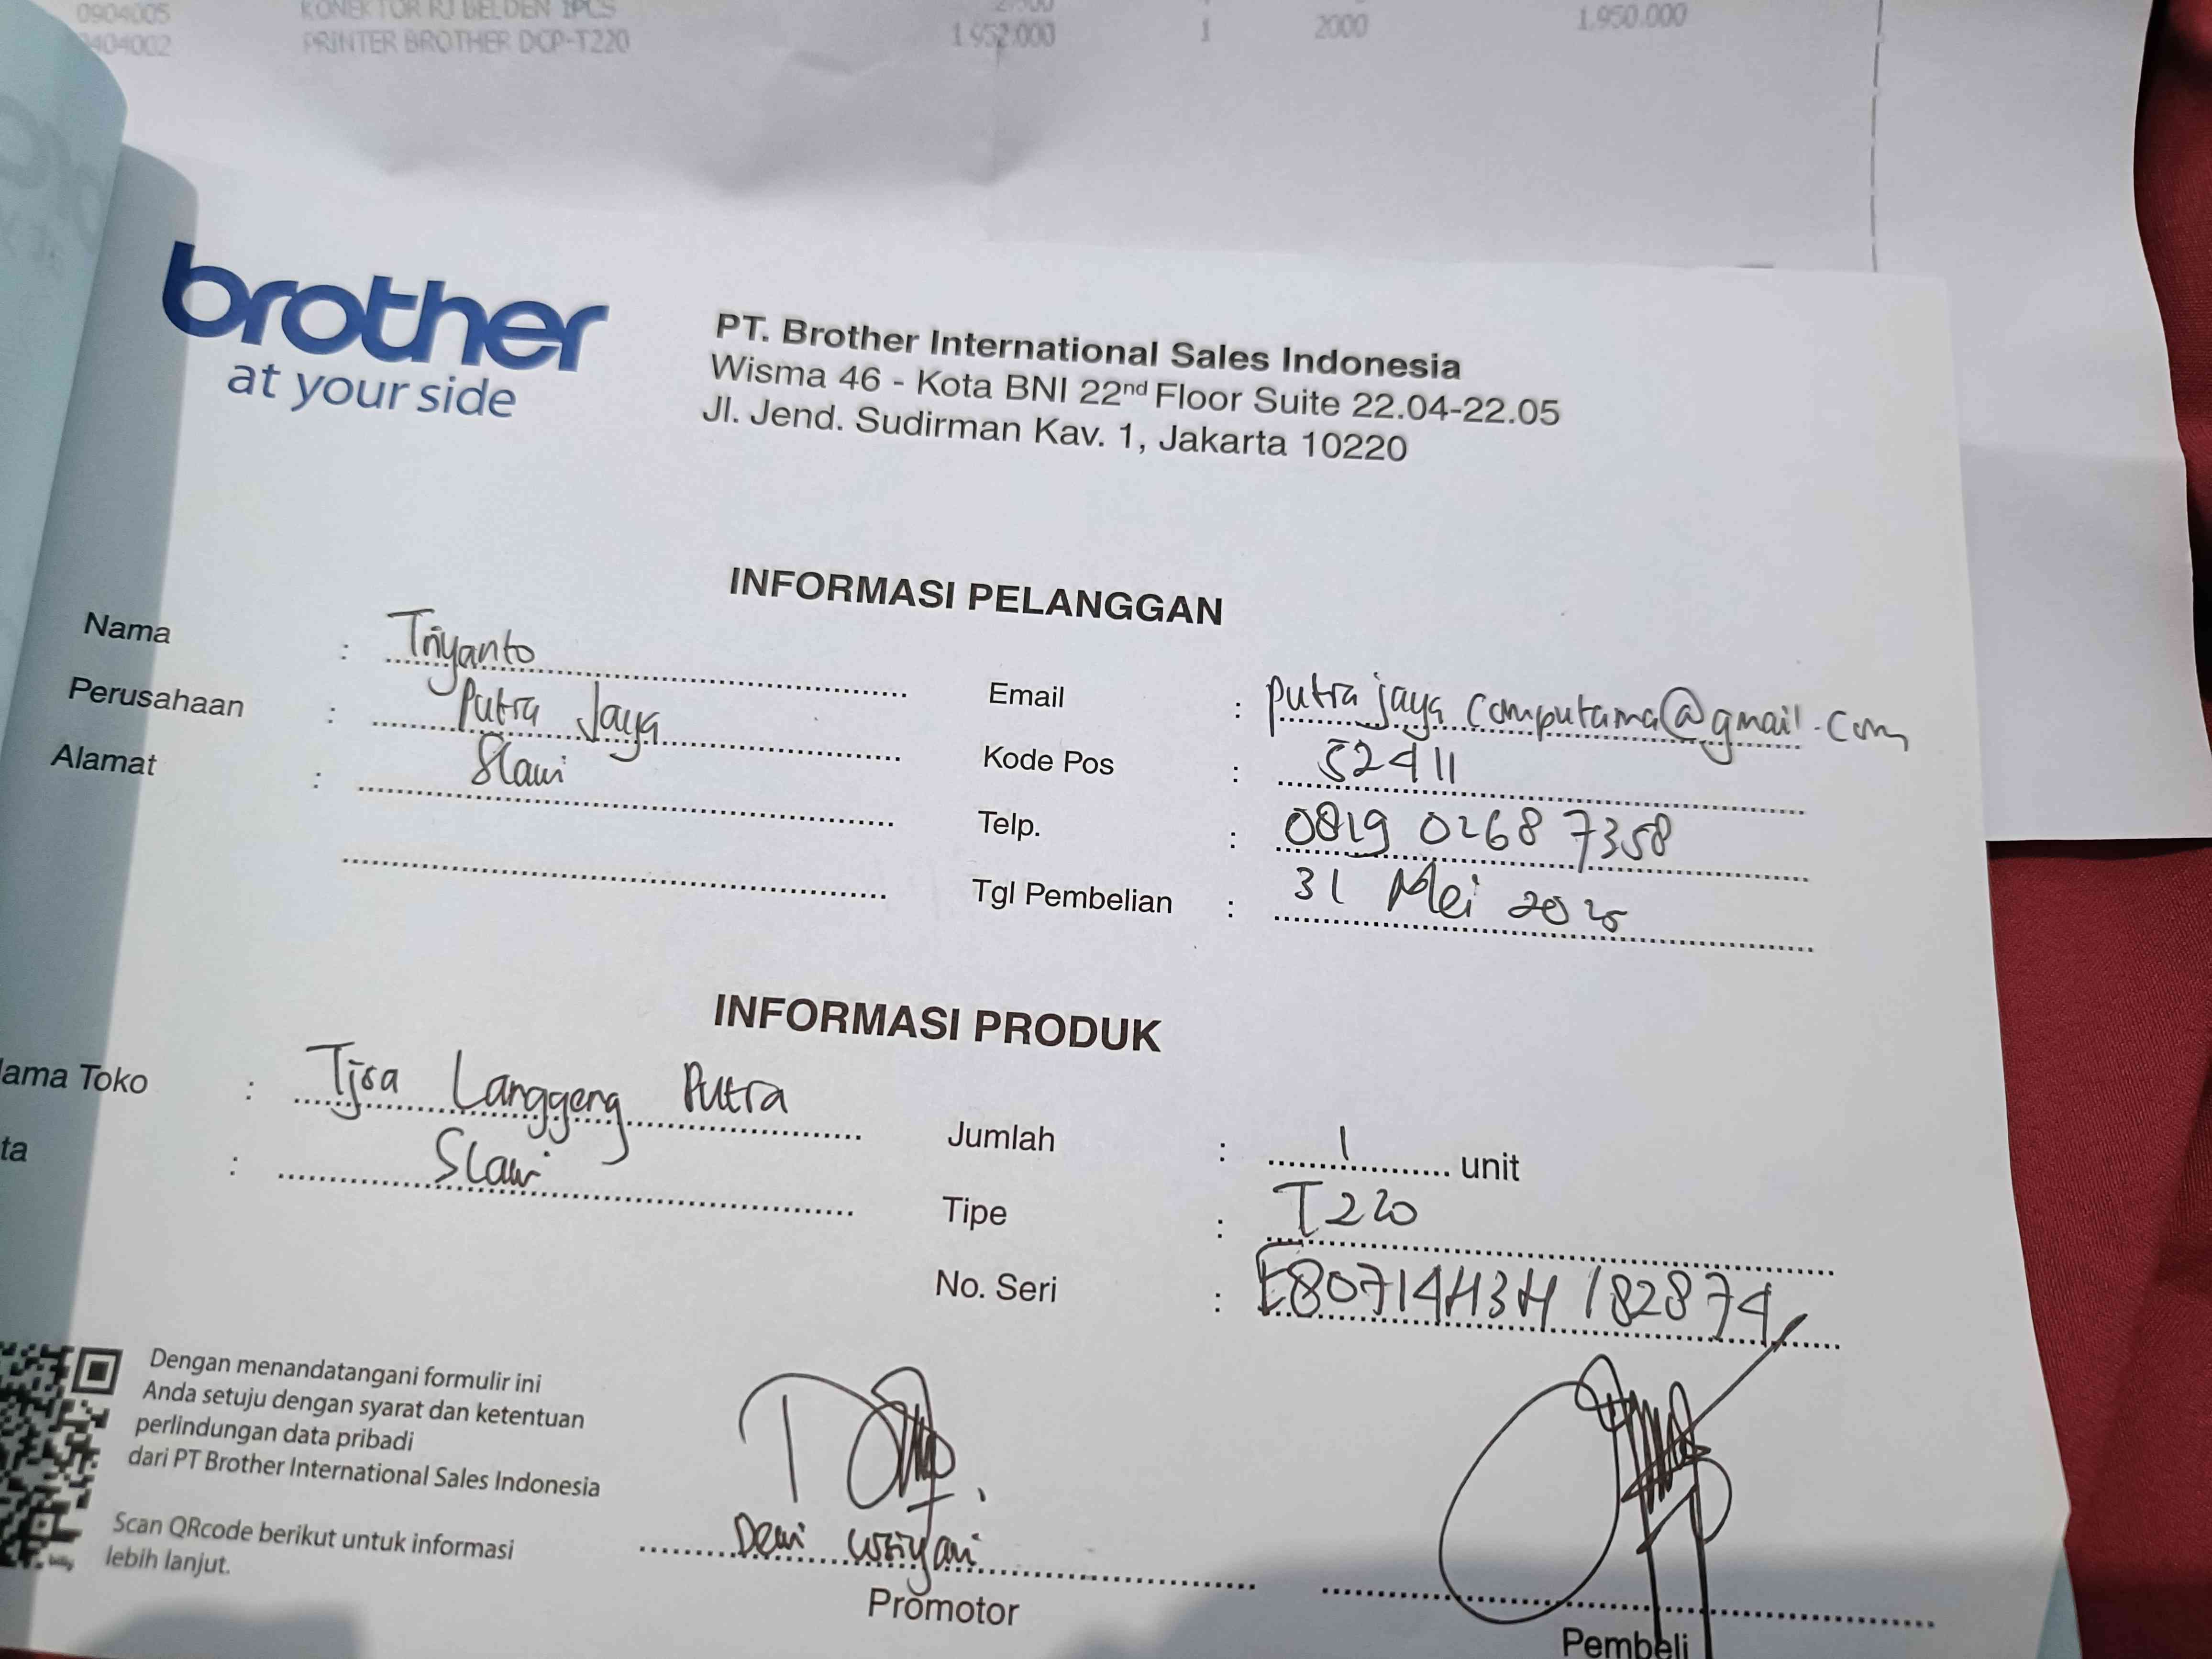 0904005 KONEKTOR RJ BELDEN 1PCS
404002 PRINTER BROTHER DCP-T220 1.952.000 1 2000 1.950.000
brother
at your side
PT. Brother International Sales Indonesia
Wisma 46 - Kota BNI 22nd Floor Suite 22.04-22.05
Jl. Jend. Sudirman Kav. 1, Jakarta 10220
INFORMASI PELANGGAN
Nama : Triyanto
Perusahaan : Putra Jaya
Alamat : Slawi
Email : putra jaya computama@gmail.com
Kode Pos : 52411
Telp. : 0819 0268 7358
Tgl Pembelian : 31 Mei 2025
INFORMASI PRODUK
ama Toko : Tjoa Langgeng Putra
ta : Slawi
Jumlah : 1 unit
Tipe : T220
No. Seri : E80714H3H182874
Dengan menandatangani formulir ini
Anda setuju dengan syarat dan ketentuan
perlindungan data pribadi
dari PT Brother International Sales Indonesia
Scan QRcode berikut untuk informasi
lebih lanjut.
Dewi
Promotor
Pembeli